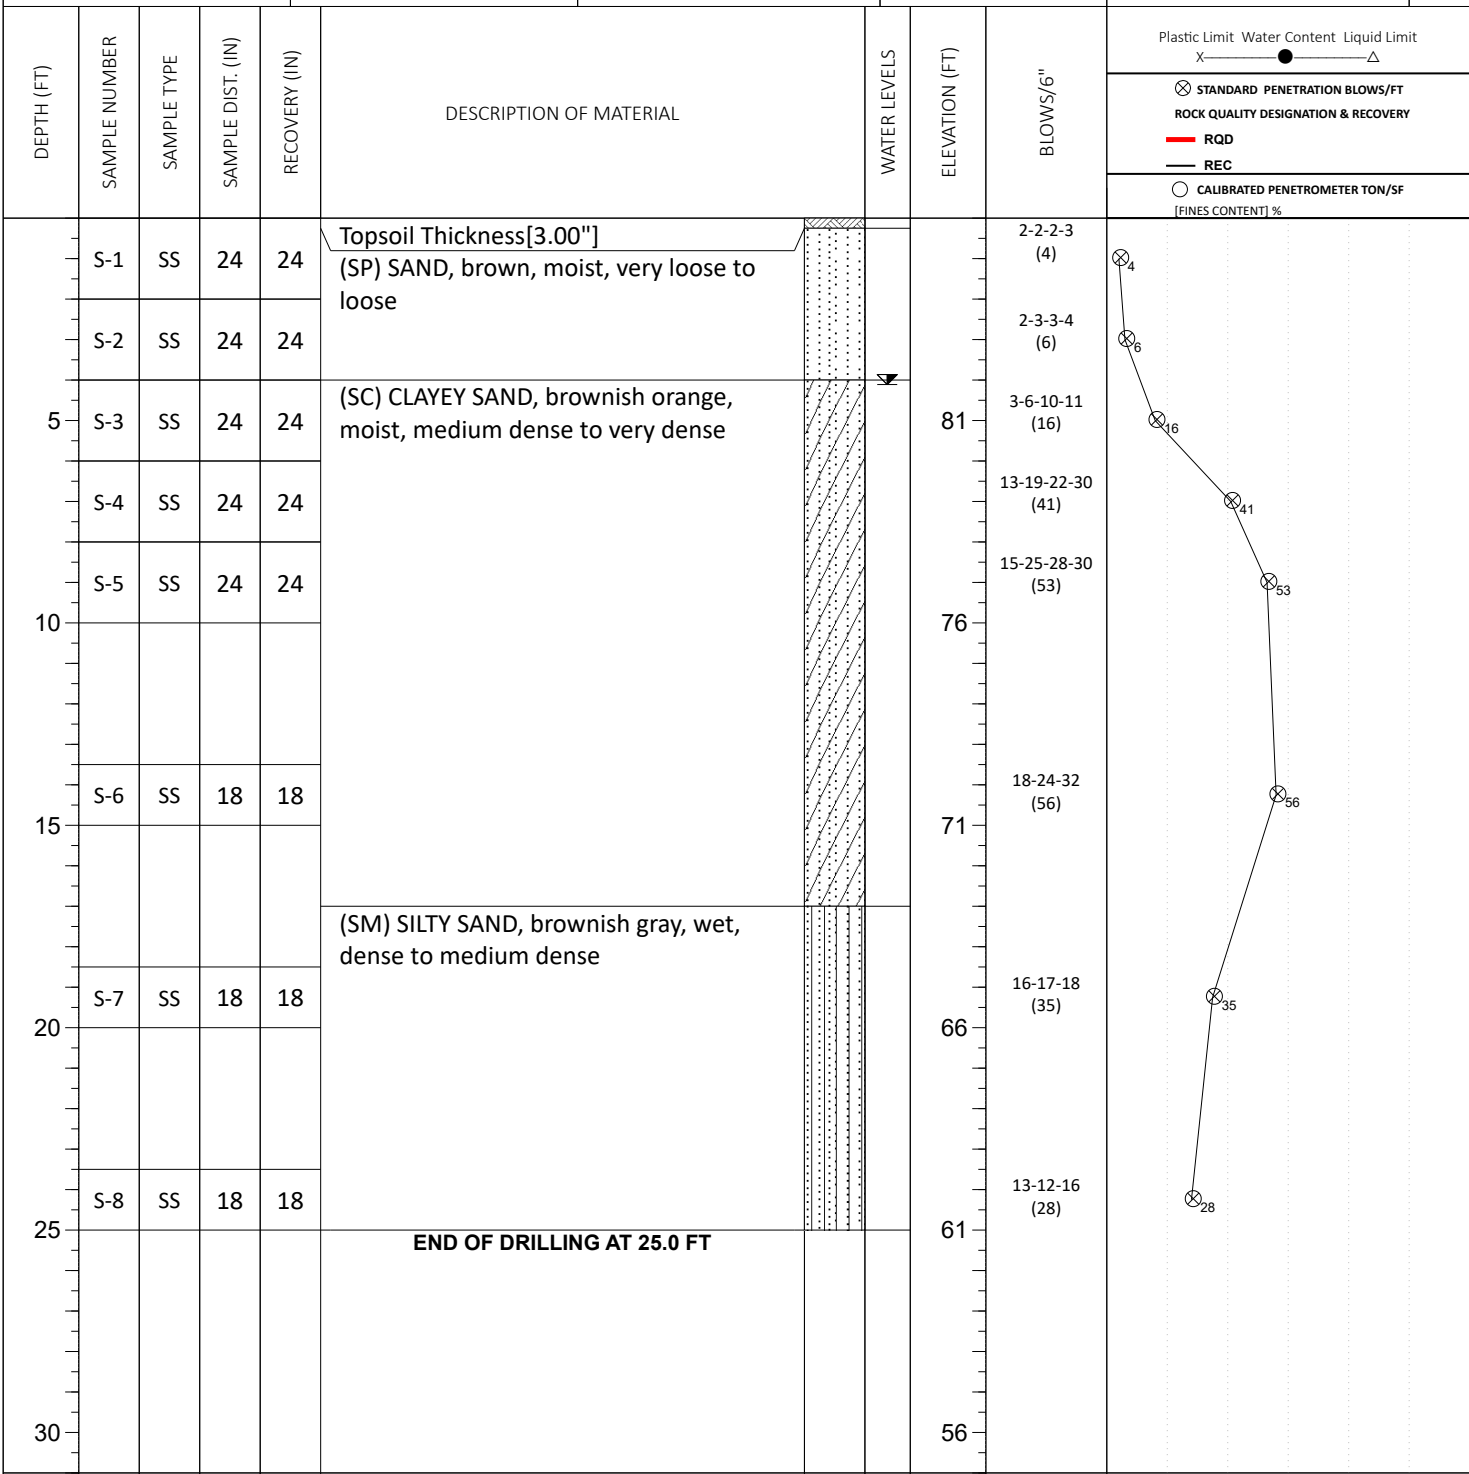 DEPTH (FT)
SAMPLE NUMBER
SAMPLE TYPE
SAMPLE DIST. (IN)
RECOVERY (IN)
DESCRIPTION OF MATERIAL
WATER LEVELS
ELEVATION (FT)
BLOWS/6"
Plastic Limit Water Content Liquid Limit
X
STANDARD PENETRATION BLOWS/FT
ROCK QUALITY DESIGNATION & RECOVERY
RQD
REC
CALIBRATED PENETROMETER TON/SF
[FINES CONTENT] %
Topsoil Thickness[3.00"]
S-1 SS 24 24
(SP) SAND, brown, moist, very loose to
loose
2-2-2-3
(4)
4
S-2 SS 24 24
2-3-3-4
(6)
6
(SC) CLAYEY SAND, brownish orange,
moist, medium dense to very dense
5 S-3 SS 24 24
81
3-6-10-11
(16)
16
S-4 SS 24 24
13-19-22-30
(41)
41
S-5 SS 24 24
15-25-28-30
(53)
53
10
76
S-6 SS 18 18
18-24-32
(56)
56
15
71
(SM) SILTY SAND, brownish gray, wet,
dense to medium dense
S-7 SS 18 18
16-17-18
(35)
35
20
66
S-8 SS 18 18
13-12-16
(28)
28
25
61
END OF DRILLING AT 25.0 FT
30
56